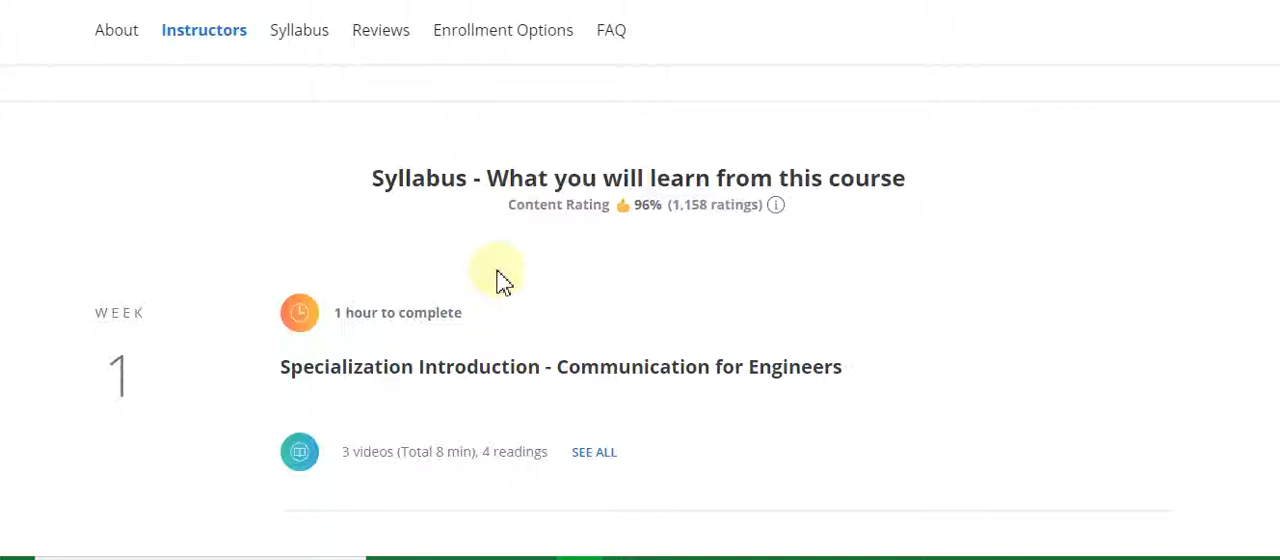 About Instructors Syllabus Reviews Enrollment Options FAQ
Syllabus - What you will learn from this course
Content Rating 96% (1,158 ratings)
WEEK
1
1 hour to complete
Specialization Introduction - Communication for Engineers
3 videos (Total 8 min), 4 readings SEE ALL